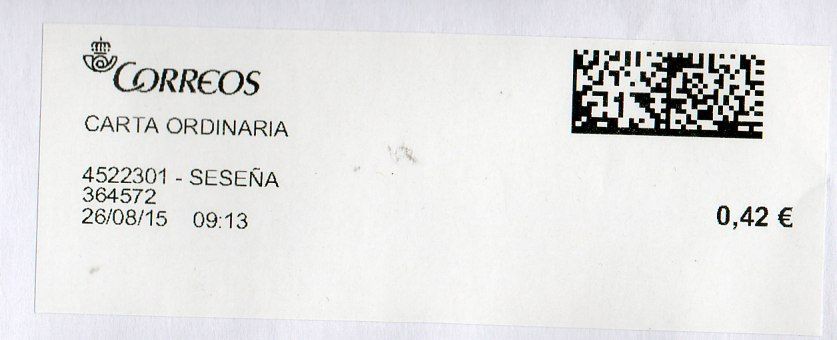 CORREOS
CARTA ORDINARIA
4522301 - SESEÑA
364572
26/08/15 09:13
0,42 €